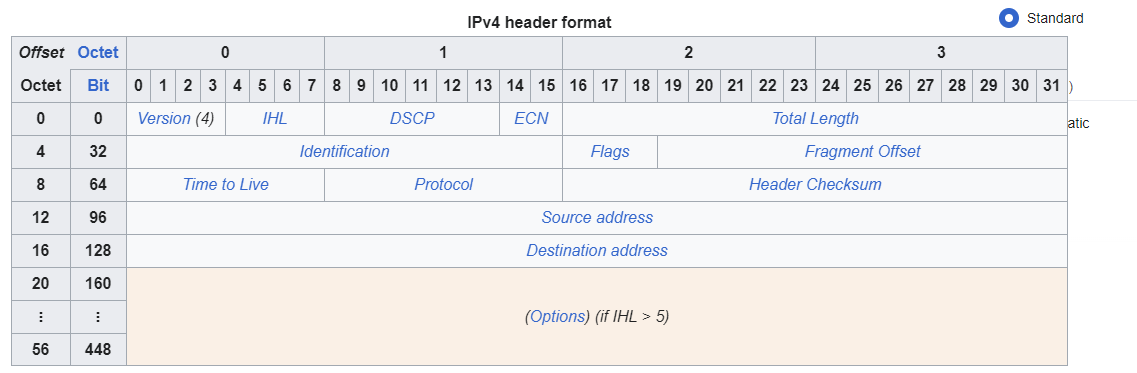 IPv4 header format
Standard
Offset Octet 0 1 2 3
Octet Bit 0 1 2 3 4 5 6 7 8 9 10 11 12 13 14 15 16 17 18 19 20 21 22 23 24 25 26 27 28 29 30 31
)
0 0 Version (4) IHL DSCP ECN Total Length
atic
4 32 Identification Flags Fragment Offset
8 64 Time to Live Protocol Header Checksum
12 96 Source address
16 128 Destination address
20 160
⋮ ⋮ (Options) (if IHL > 5)
56 448